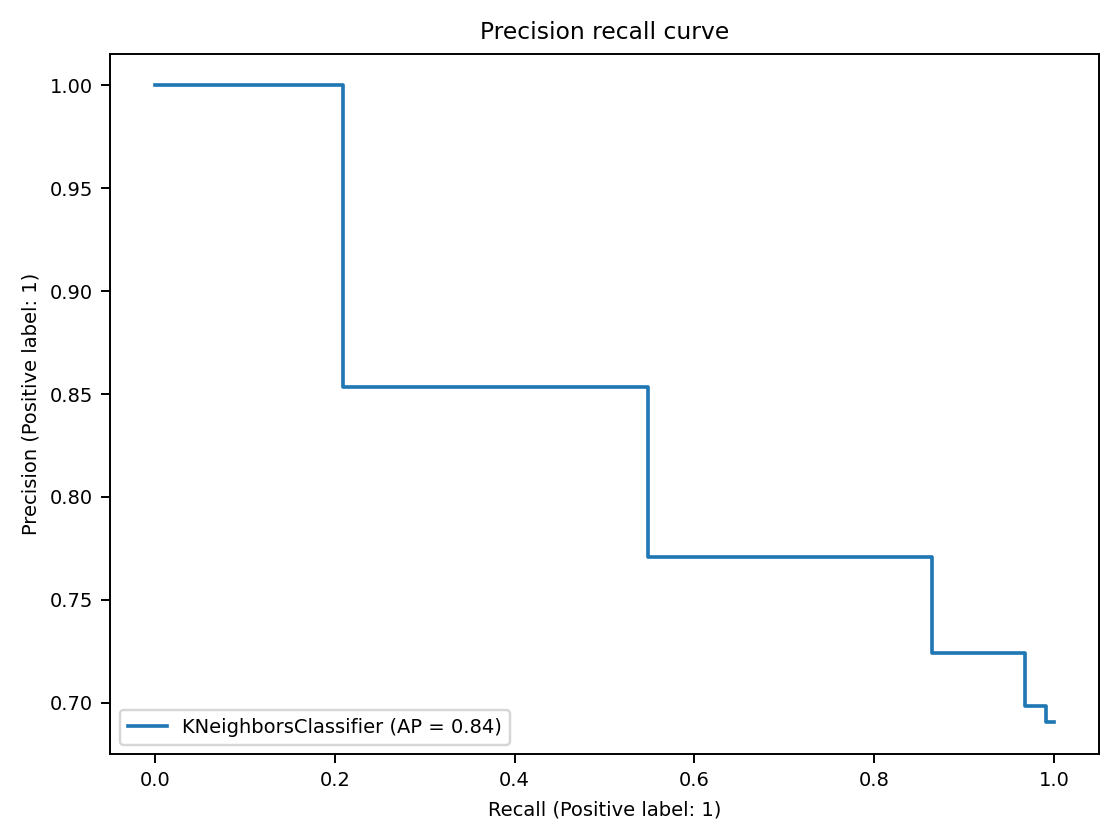 Precision recall curve
1.00
0.95
0.90
0.85
0.80
0.75
0.70
Precision (Positive label: 1)
KNeighborsClassifier (AP = 0.84)
0.0 0.2 0.4 0.6 0.8 1.0
Recall (Positive label: 1)